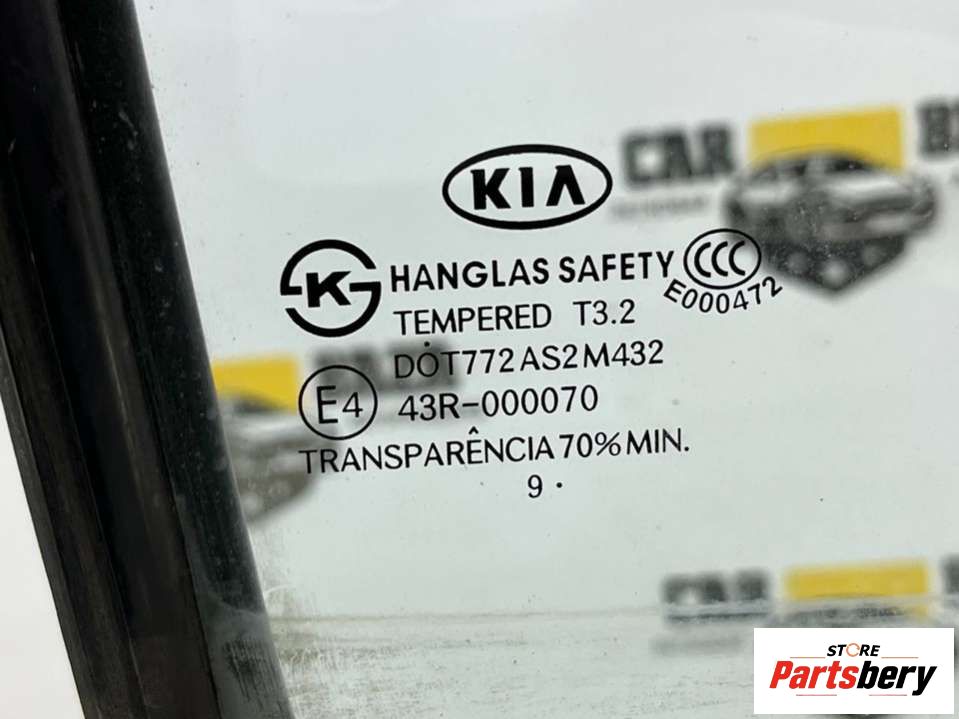 KIA
K
HANGLAS SAFETY
CCC
E000472
TEMPERED T3.2
DOT772 AS2 M432
E4
43R-000070
TRANSPARÊNCIA 70% MIN.
9 .
CAR
CAR
STORE
Partsbery